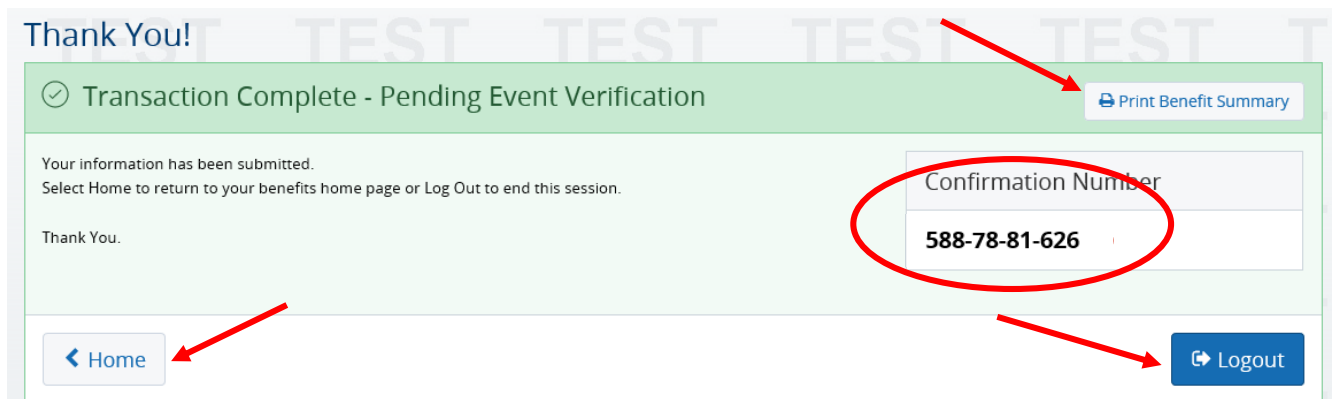 TEST TEST TEST TEST TEST T
Thank You!
Transaction Complete - Pending Event Verification
Print Benefit Summary
Your information has been submitted.
Select Home to return to your benefits home page or Log Out to end this session.
Thank You.
Confirmation Number
588-78-81-626
Home
Logout